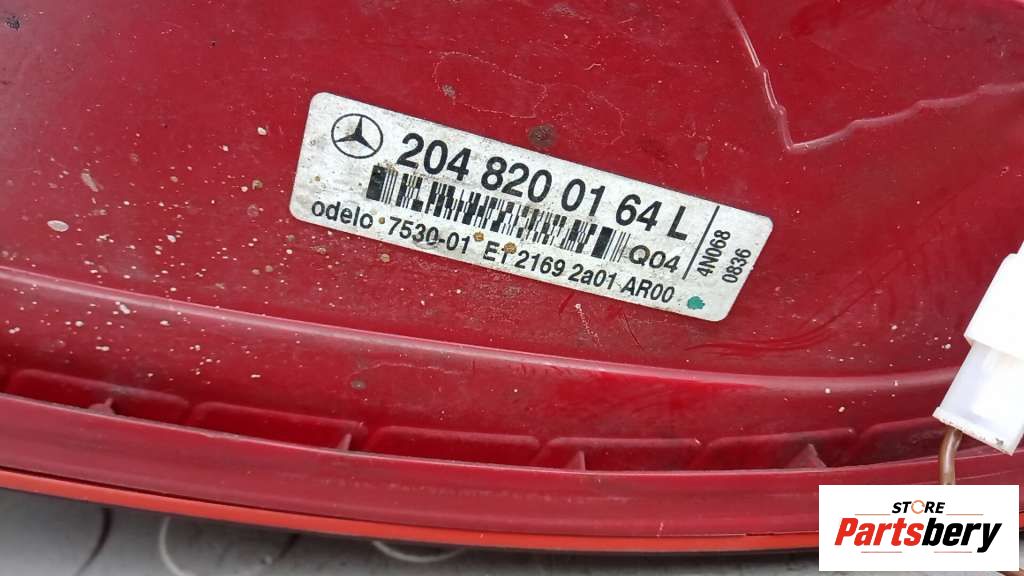 204 820 01 64 L
Q04
odelo 7530-01 E1 2169 2a01 AR00
4N068
0836
STORE
Partsbery